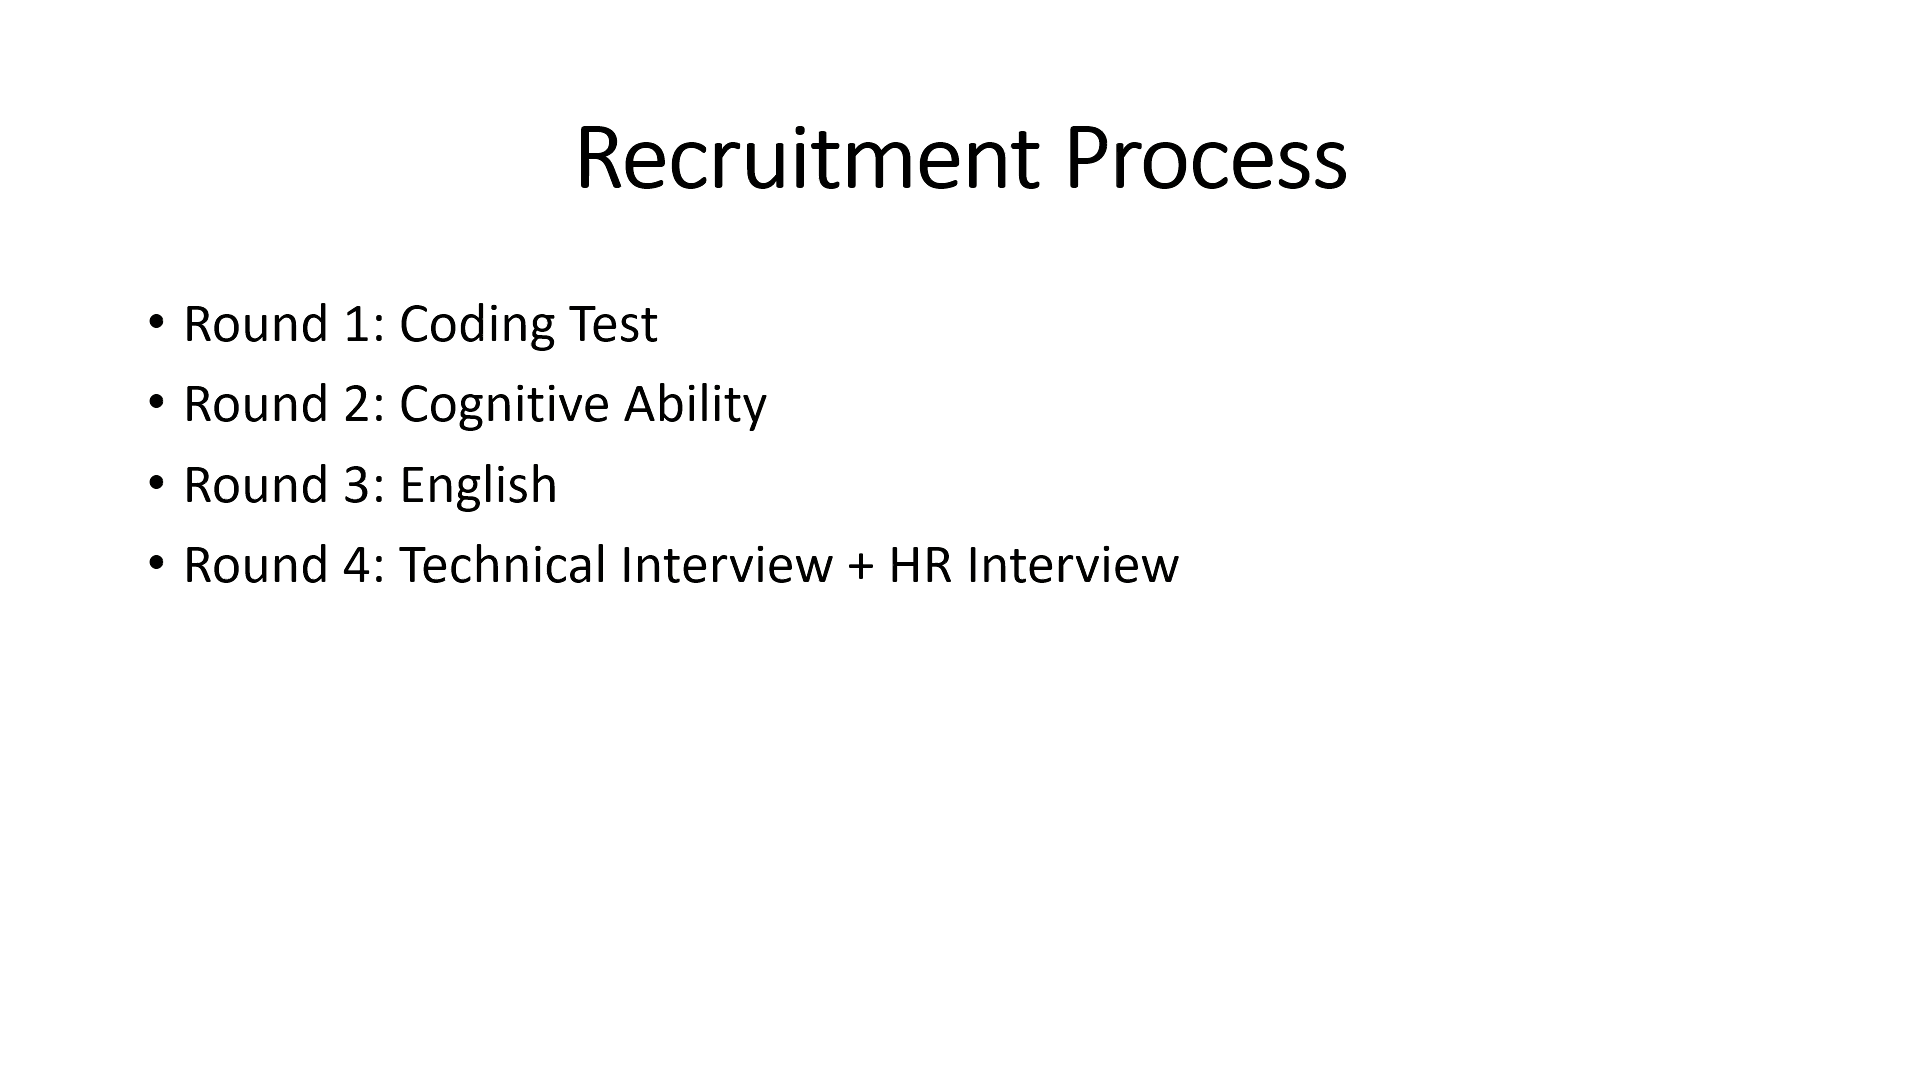 Recruitment Process
• Round 1: Coding Test
• Round 2: Cognitive Ability
• Round 3: English
• Round 4: Technical Interview + HR Interview